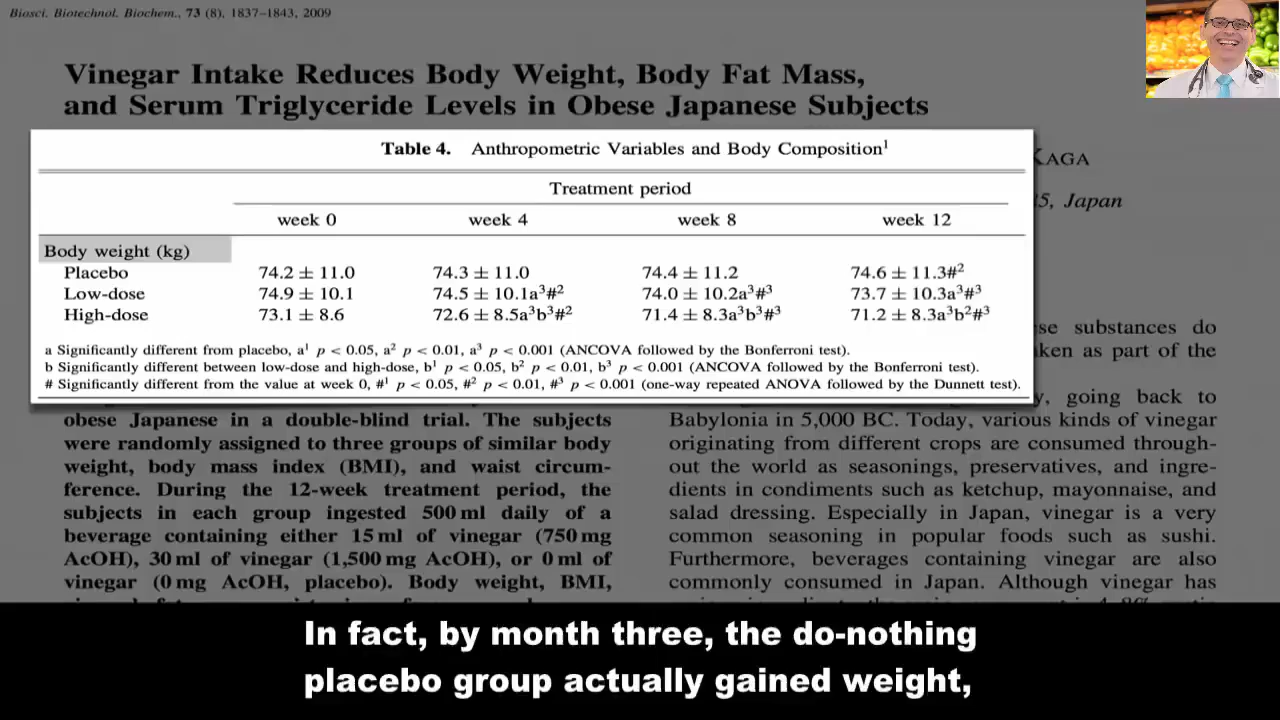 Biosci. Biotechnol. Biochem., 73 (8), 1837–1843, 2009
Vinegar Intake Reduces Body Weight, Body Fat Mass,
and Serum Triglyceride Levels in Obese Japanese Subjects
KAGA
Japan
Table 4. Anthropometric Variables and Body Composition¹
Treatment period
week 0 week 4 week 8 week 12
Body weight (kg)
Placebo 74.2 ± 11.0 74.3 ± 11.0 74.4 ± 11.2 74.6 ± 11.3#²
Low-dose 74.9 ± 10.1 74.5 ± 10.1a³#² 74.0 ± 10.2a³#³ 73.7 ± 10.3a³#³
High-dose 73.1 ± 8.6 72.6 ± 8.5a³b³#² 71.4 ± 8.3a³b³#³ 71.2 ± 8.3a³b²#³
a Significantly different from placebo, a¹ p < 0.05, a² p < 0.01, a³ p < 0.001 (ANCOVA followed by the Bonferroni test).
b Significantly different between low-dose and high-dose, b¹ p < 0.05, b² p < 0.01, b³ p < 0.001 (ANCOVA followed by the Bonferroni test).
# Significantly different from the value at week 0, #¹ p < 0.05, #² p < 0.01, #³ p < 0.001 (one-way repeated ANOVA followed by the Dunnett test).
obese Japanese in a double-blind trial. The subjects
were randomly assigned to three groups of similar body
weight, body mass index (BMI), and waist circum-
ference. During the 12-week treatment period, the
subjects in each group ingested 500 ml daily of a
beverage containing either 15 ml of vinegar (750 mg
AcOH), 30 ml of vinegar (1,500 mg AcOH), or 0 ml of
vinegar (0 mg AcOH, placebo). Body weight, BMI,
substances do
taken as part of the
going back to
Babylonia in 5,000 BC. Today, various kinds of vinegar
originating from different crops are consumed through-
out the world as seasonings, preservatives, and ingre-
dients in condiments such as ketchup, mayonnaise, and
salad dressing. Especially in Japan, vinegar is a very
common seasoning in popular foods such as sushi.
Furthermore, beverages containing vinegar are also
commonly consumed in Japan. Although vinegar has
In fact, by month three, the do-nothing
placebo group actually gained weight,